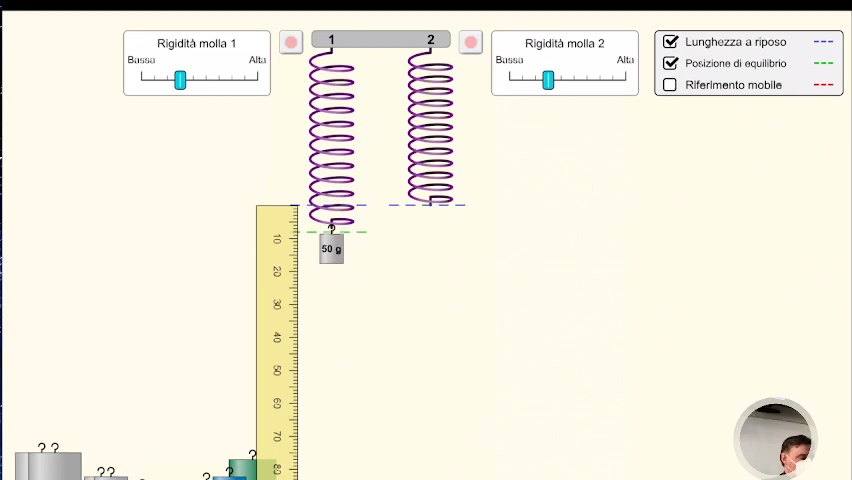 Rigidità molla 1
Bassa
Alta
1
2
Rigidità molla 2
Bassa
Alta
Lunghezza a riposo
Posizione di equilibrio
Riferimento mobile
50 g
10
20
30
40
50
60
70
80